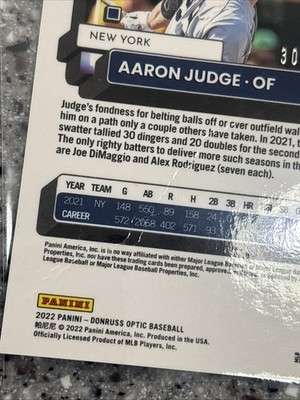 30
NEW YORK
AARON JUDGE · OF
Judge's fondness for belting balls off or over outfield wa
him on a path only a couple others have taken. In 2021, t
swatter tallied 30 dingers and 20 doubles for the second
The only righty batters to deliver more such seasons in th
are Joe DiMaggio and Alex Rodriguez (seven each).
YEAR TEAM G AB R H 2B 3B HR SB
2021 NY 148 550 89 158 24
CAREER 572 2068 402 571 93
Panini America, Inc. is no way affiliated with either Major League Ba
Properties, nor have these trading cards been prepared, approve
League Baseball or Major League Baseball Properties, Inc.
PANINI
2022 PANINI – DONRUSS OPTIC BASEBALL
帕尼尼 © 2022 Panini America, Inc. Produced in the USA.
Officially Licensed Product of MLB Players, Inc.